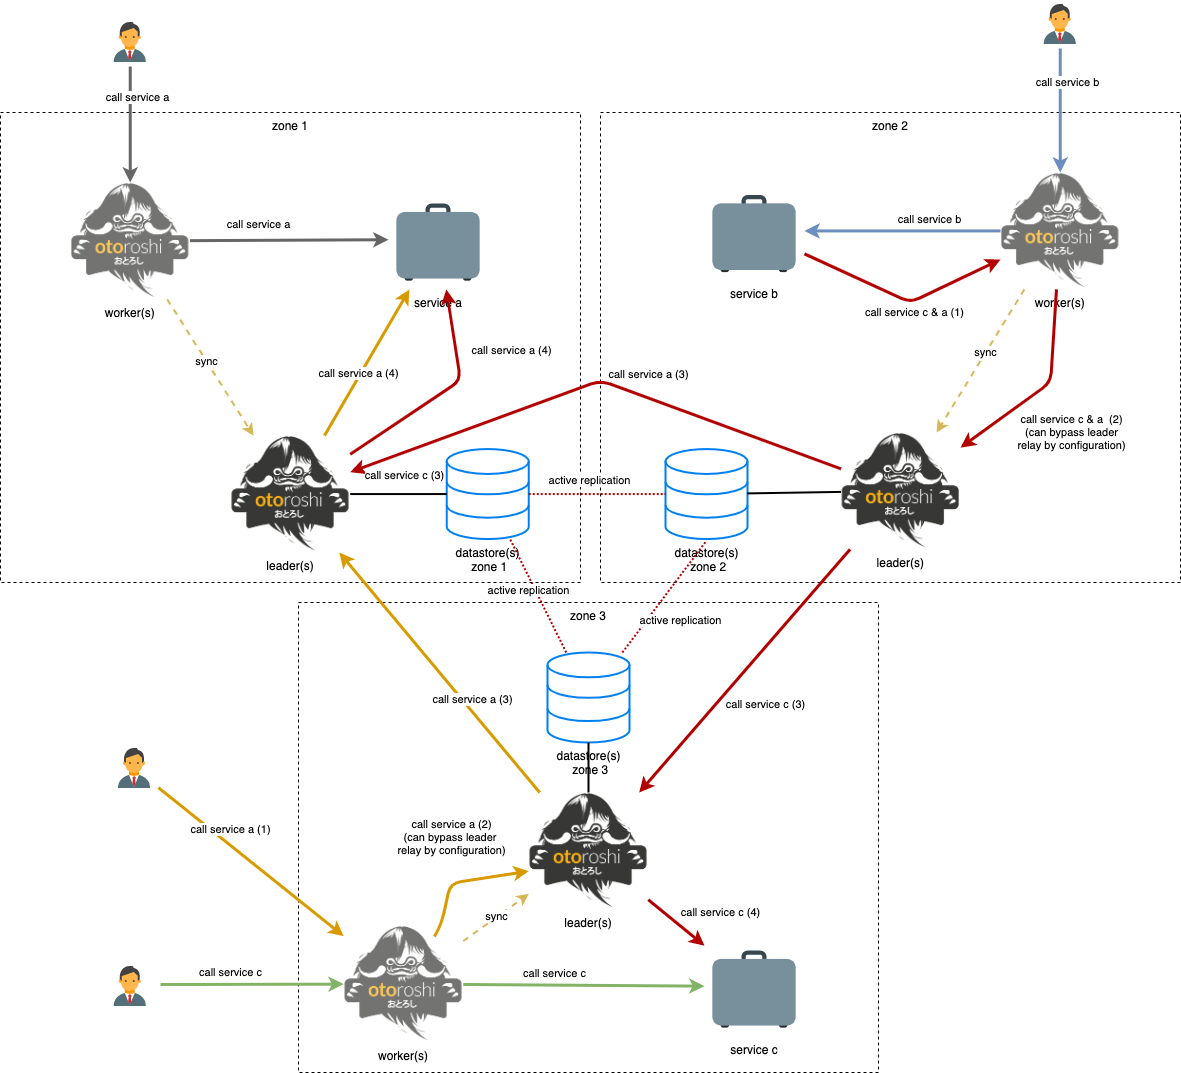 call service b
call service a
zone 1
zone 2
call service a
call service b
otoroshi
おとろし
otoroshi
おとろし
service b
service a
worker(s)
worker(s)
call service c & a (1)
sync
call service a (4)
sync
call service a (4)
call service a (3)
call service c & a  (2)
(can bypass leader
relay by configuration)
call service c (3)
active replication
otoroshi
おとろし
otoroshi
おとろし
datastore(s)
zone 1
datastore(s)
zone 2
leader(s)
leader(s)
active replication
zone 3
active replication
call service a (3)
call service c (3)
datastore(s)
zone 3
call service a (1)
call service a (2)
(can bypass leader
relay by configuration)
otoroshi
おとろし
sync
leader(s)
call service c (4)
call service c
call service c
otoroshi
おとろし
worker(s)
service c